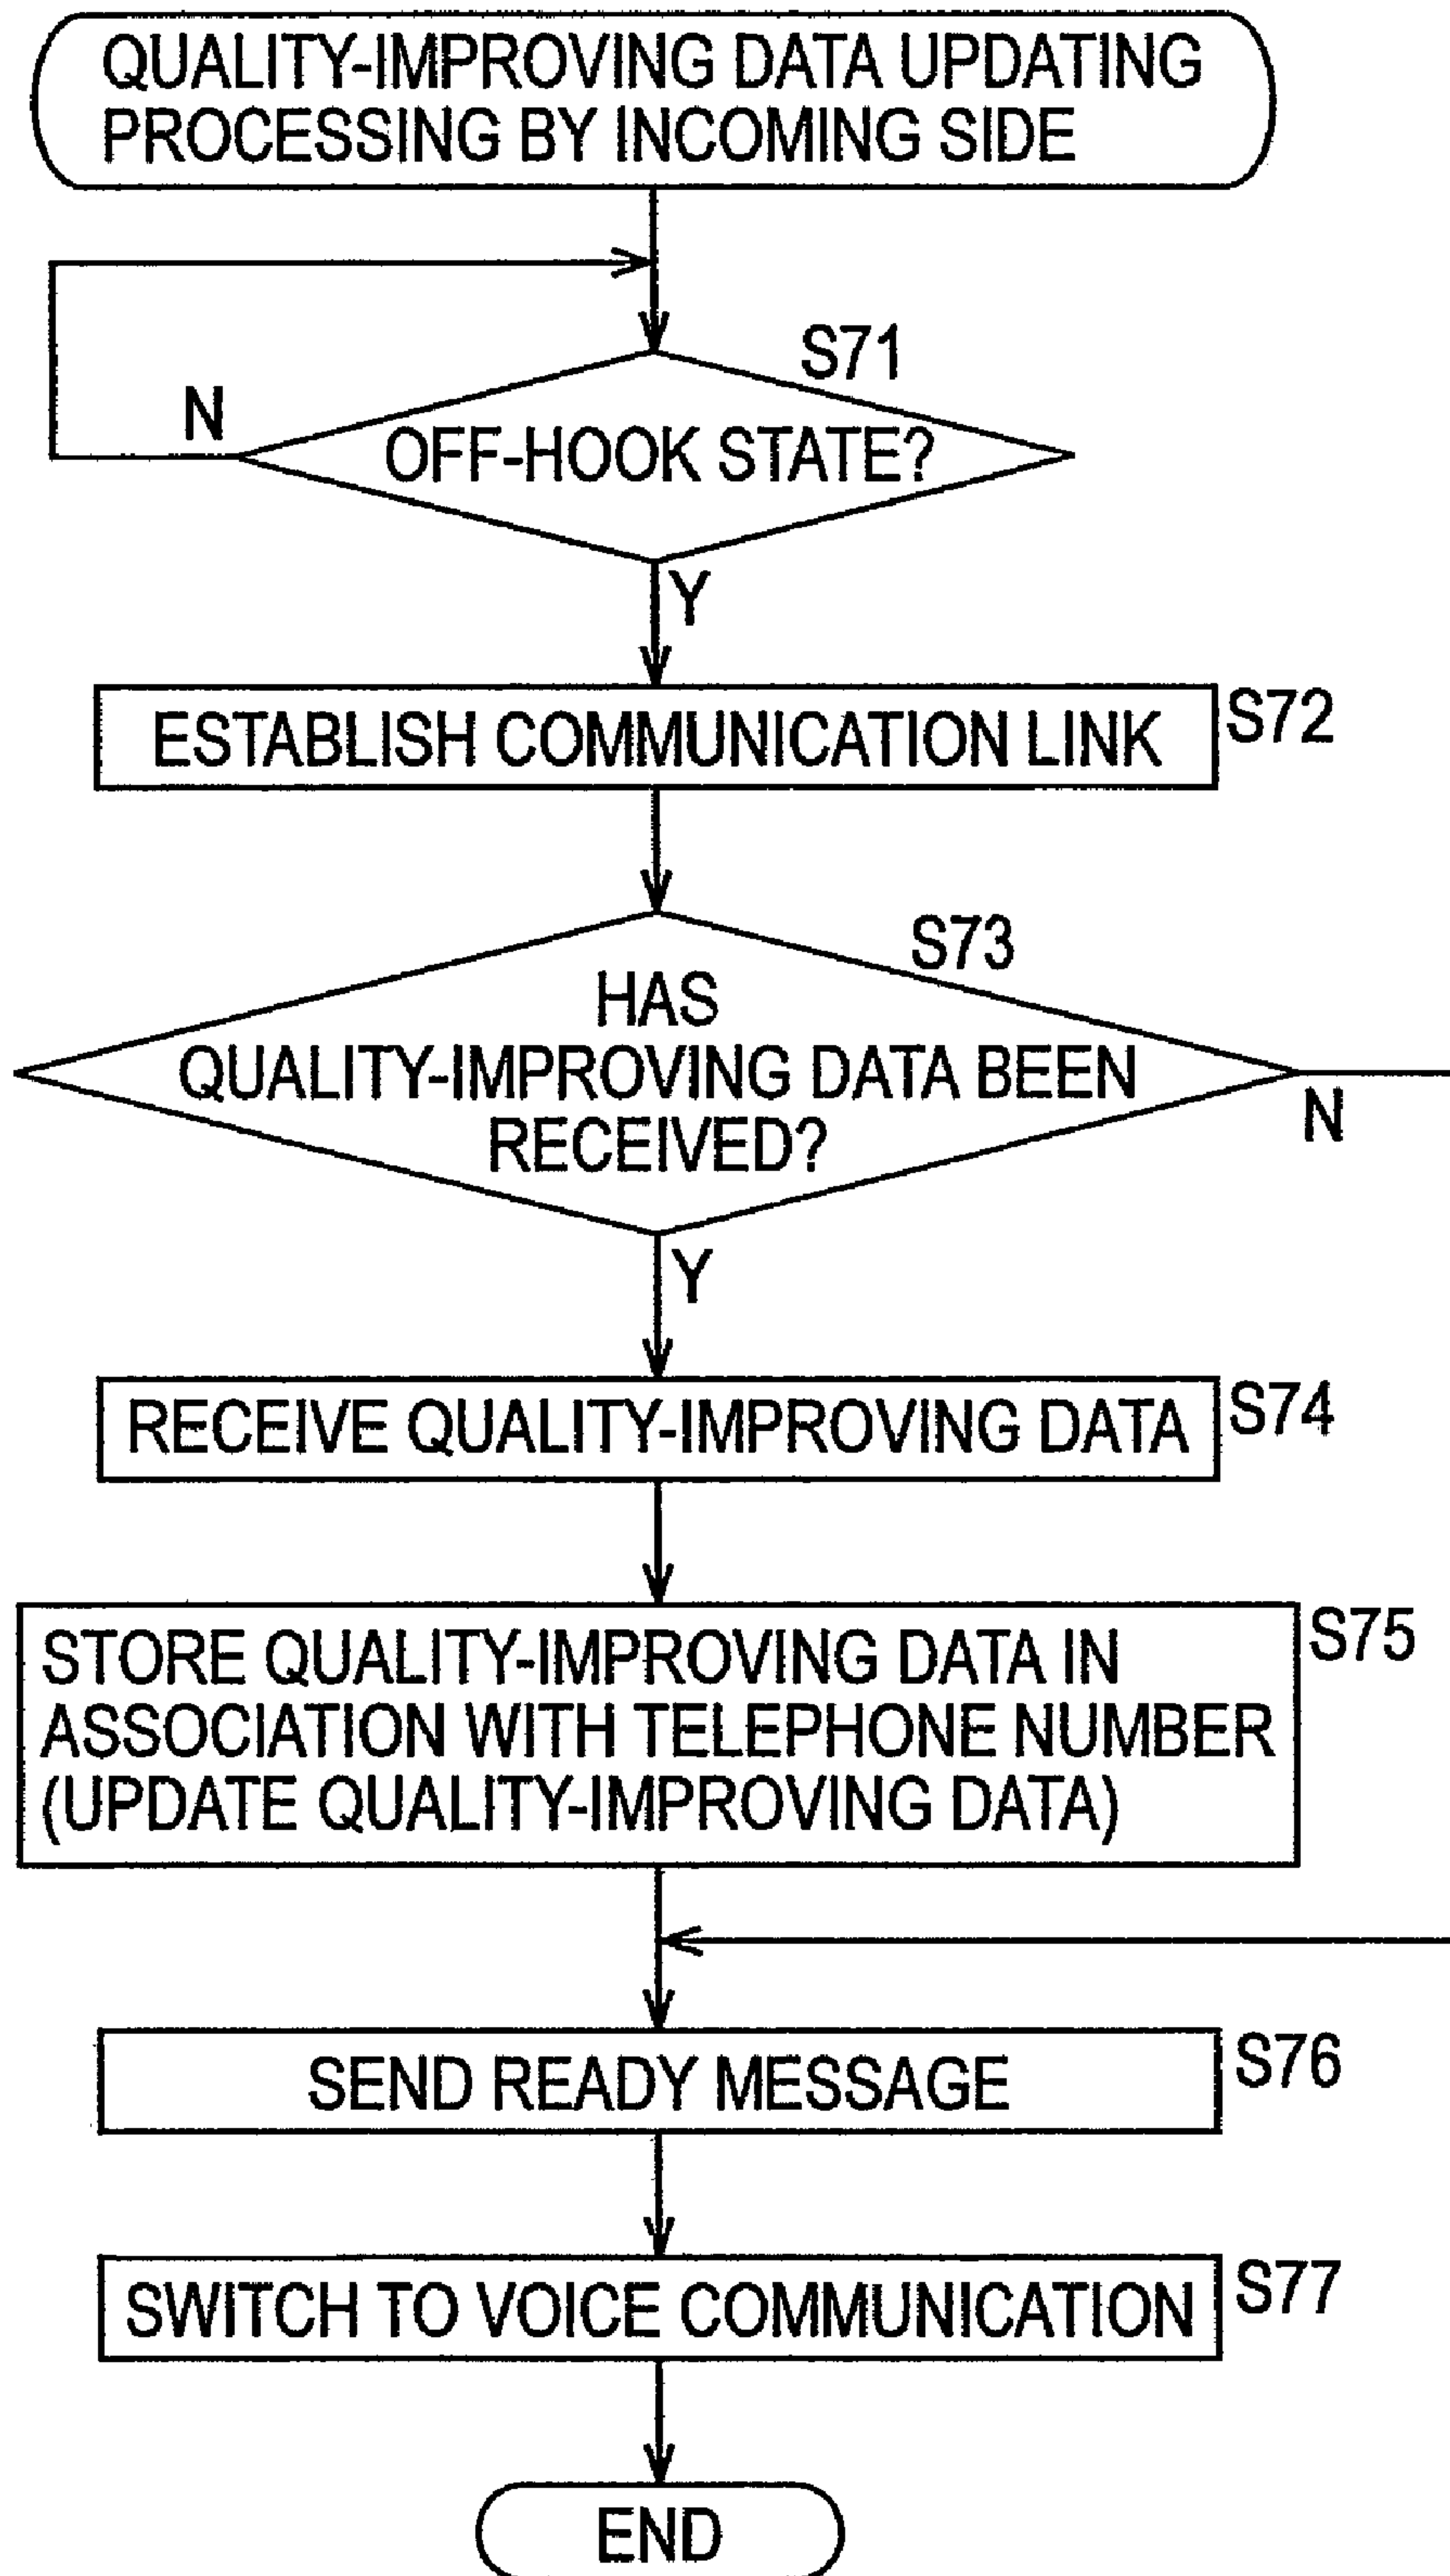 QUALITY-IMPROVING DATA UPDATING
PROCESSING BY INCOMING SIDE
S71
N
OFF-HOOK STATE?
Y
ESTABLISH COMMUNICATION LINK
S72
S73
HAS
QUALITY-IMPROVING DATA BEEN
RECEIVED?
N
Y
RECEIVE QUALITY-IMPROVING DATA
S74
STORE QUALITY-IMPROVING DATA IN
ASSOCIATION WITH TELEPHONE NUMBER
(UPDATE QUALITY-IMPROVING DATA)
S75
SEND READY MESSAGE
S76
SWITCH TO VOICE COMMUNICATION
S77
END